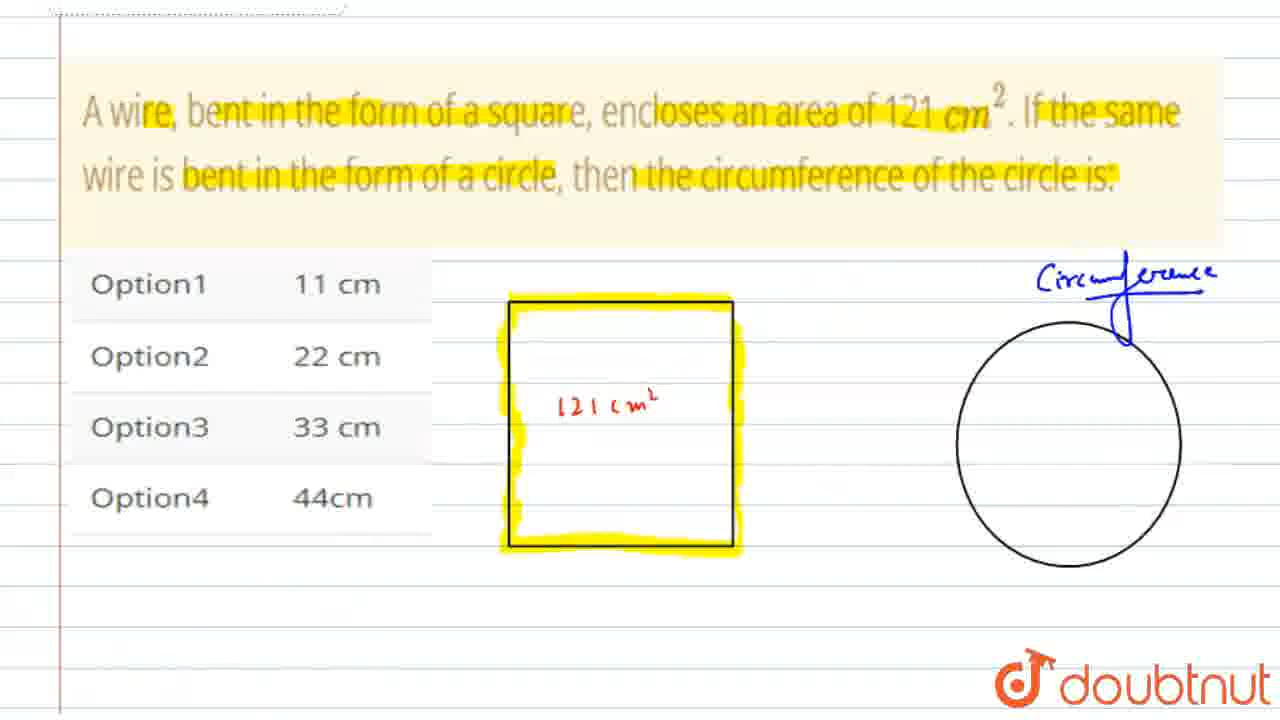 A wire, bent in the form of a square, encloses an area of 121 cm². If the same
wire is bent in the form of a circle, then the circumference of the circle is:
Option1 11 cm
Option2 22 cm
Option3 33 cm
Option4 44cm
121 cm²
Circumference
doubtnut